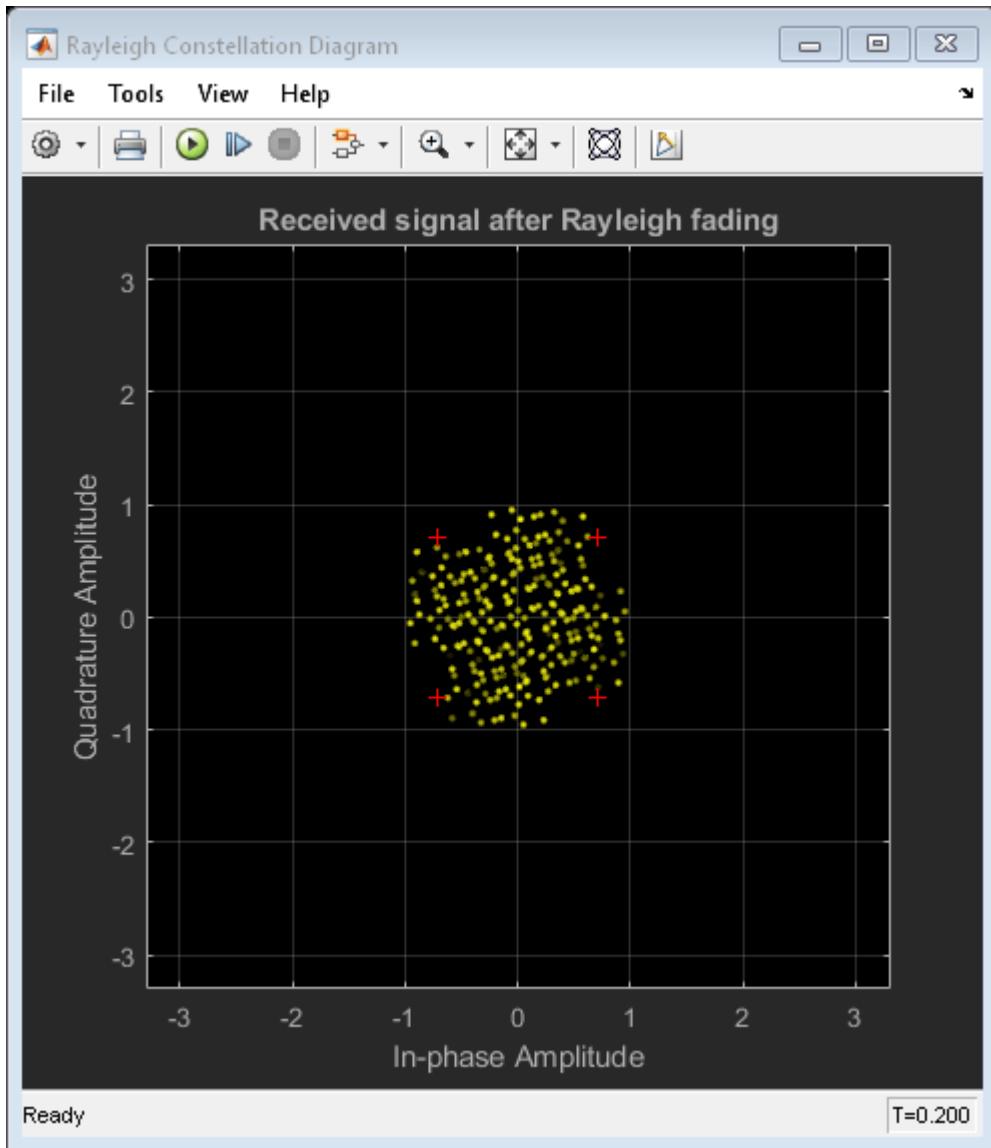 Rayleigh Constellation Diagram
File Tools View Help
Received signal after Rayleigh fading
3
2
1
0
-1
-2
-3
Quadrature Amplitude
-3 -2 -1 0 1 2 3
In-phase Amplitude
Ready T=0.200